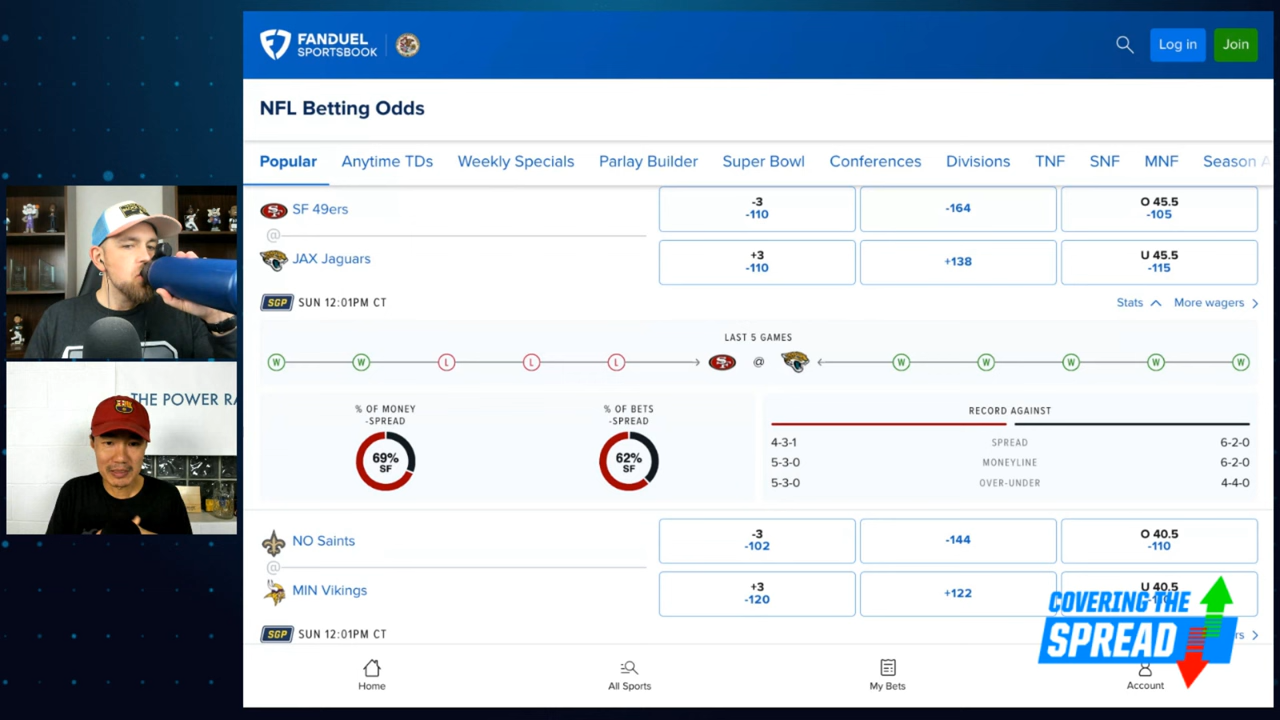 FANDUEL
SPORTSBOOK
Log in
Join
NFL Betting Odds
Popular
Anytime TDs
Weekly Specials
Parlay Builder
Super Bowl
Conferences
Divisions
TNF
SNF
MNF
Season A
SF 49ers
-3
-110
-164
O 45.5
-105
@
JAX Jaguars
+3
-110
+138
U 45.5
-115
SGP SUN 12:01PM CT
Stats
More wagers
LAST 5 GAMES
W W L L L @ W W W W W
% OF MONEY
-SPREAD
69%
SF
% OF BETS
-SPREAD
62%
SF
RECORD AGAINST
4-3-1 SPREAD 6-2-0
5-3-0 MONEYLINE 6-2-0
5-3-0 OVER-UNDER 4-4-0
NO Saints
-3
-102
-144
O 40.5
-110
@
MIN Vikings
+3
-120
+122
U 40.5
SGP SUN 12:01PM CT
COVERING THE
SPREAD
Home
All Sports
My Bets
Account
THE POWER RA